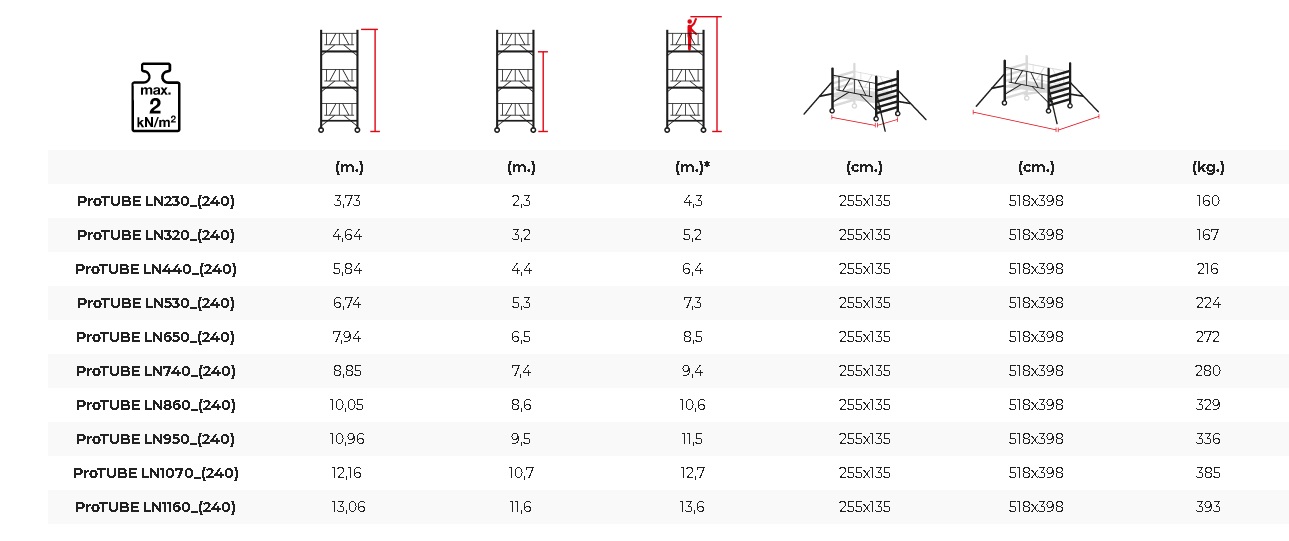 max.
2
kN/m²
(m.) (m.) (m.)* (cm.) (cm.) (kg.)
ProTUBE LN230_(240) 3,73 2,3 4,3 255x135 518x398 160
ProTUBE LN320_(240) 4,64 3,2 5,2 255x135 518x398 167
ProTUBE LN440_(240) 5,84 4,4 6,4 255x135 518x398 216
ProTUBE LN530_(240) 6,74 5,3 7,3 255x135 518x398 224
ProTUBE LN650_(240) 7,94 6,5 8,5 255x135 518x398 272
ProTUBE LN740_(240) 8,85 7,4 9,4 255x135 518x398 280
ProTUBE LN860_(240) 10,05 8,6 10,6 255x135 518x398 329
ProTUBE LN950_(240) 10,96 9,5 11,5 255x135 518x398 336
ProTUBE LN1070_(240) 12,16 10,7 12,7 255x135 518x398 385
ProTUBE LN1160_(240) 13,06 11,6 13,6 255x135 518x398 393